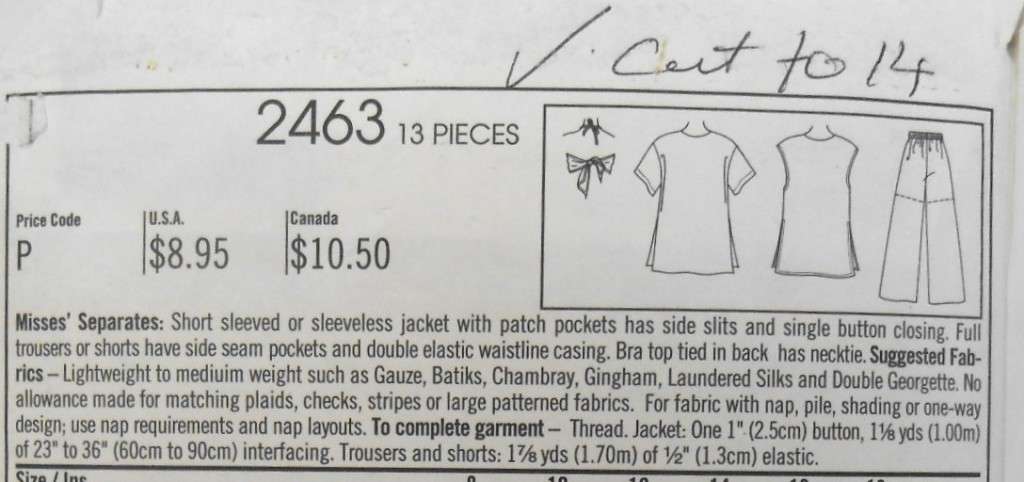 ✓. Cut to 14
2463 13 PIECES
Price Code U.S.A. Canada
P $8.95 $10.50
Misses' Separates: Short sleeved or sleeveless jacket with patch pockets has side slits and single button closing. Full
trousers or shorts have side seam pockets and double elastic waistline casing. Bra top tied in back has necktie. Suggested Fab-
rics – Lightweight to mediuim weight such as Gauze, Batiks, Chambray, Gingham, Laundered Silks and Double Georgette. No
allowance made for matching plaids, checks, stripes or large patterned fabrics. For fabric with nap, pile, shading or one-way
design; use nap requirements and nap layouts. To complete garment – Thread. Jacket: One 1" (2.5cm) button, 1⅛ yds (1.00m)
of 23" to 36" (60cm to 90cm) interfacing. Trousers and shorts: 1⅞ yds (1.70m) of ½" (1.3cm) elastic.